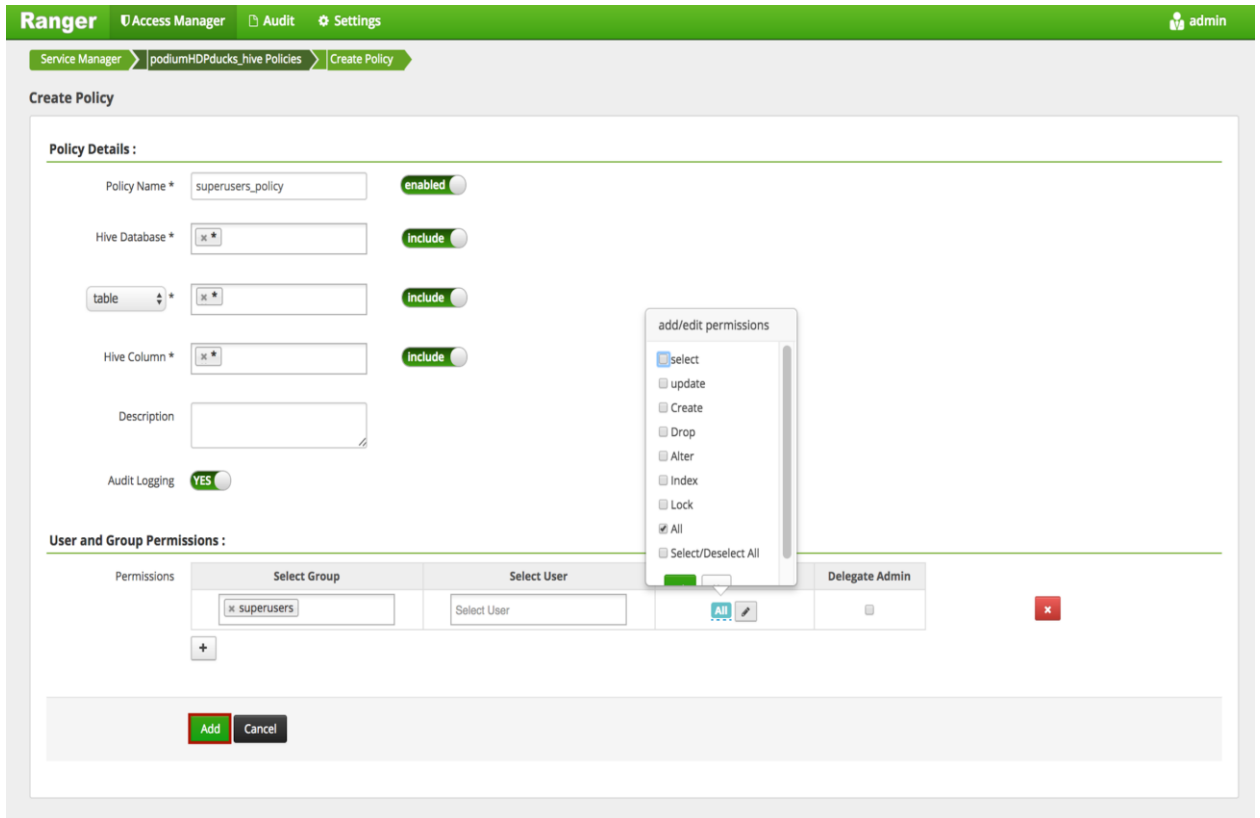 Ranger Access Manager Audit Settings admin
Service Manager podiumHDPducks_hive Policies Create Policy
Create Policy
Policy Details :
Policy Name * superusers_policy enabled
Hive Database * × * include
table * × * include
Hive Column * × * include
Description
Audit Logging YES
add/edit permissions
select
update
Create
Drop
Alter
Index
Lock
All
Select/Deselect All
User and Group Permissions :
Permissions Select Group Select User Delegate Admin
× superusers Select User All ×
+
Add Cancel